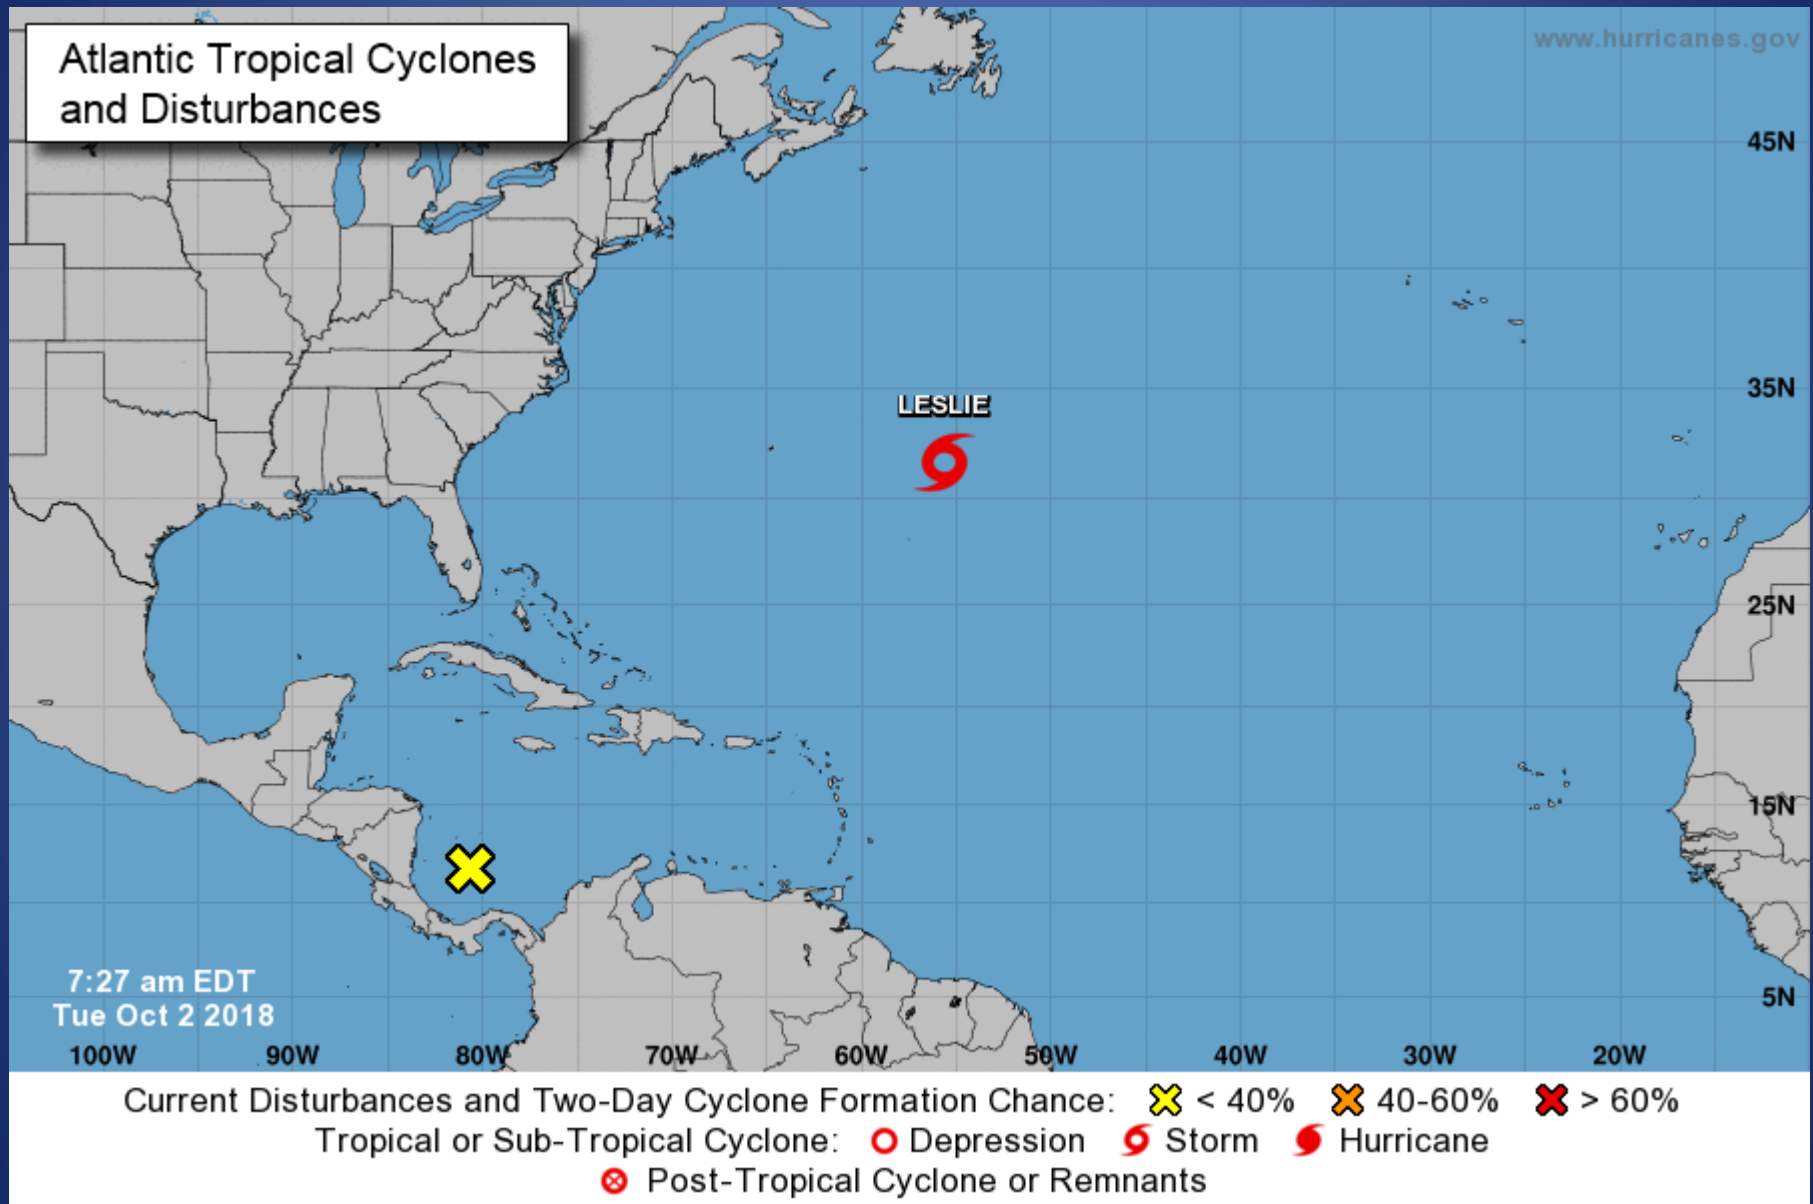 Atlantic Tropical Cyclones
and Disturbances
www.hurricanes.gov
45N
35N
LESLIE
25N
15N
5N
7:27 am EDT
Tue Oct 2 2018
100W 90W 80W 70W 60W 50W 40W 30W 20W
Current Disturbances and Two-Day Cyclone Formation Chance: < 40% 40-60% > 60%
Tropical or Sub-Tropical Cyclone: Depression Storm Hurricane
Post-Tropical Cyclone or Remnants